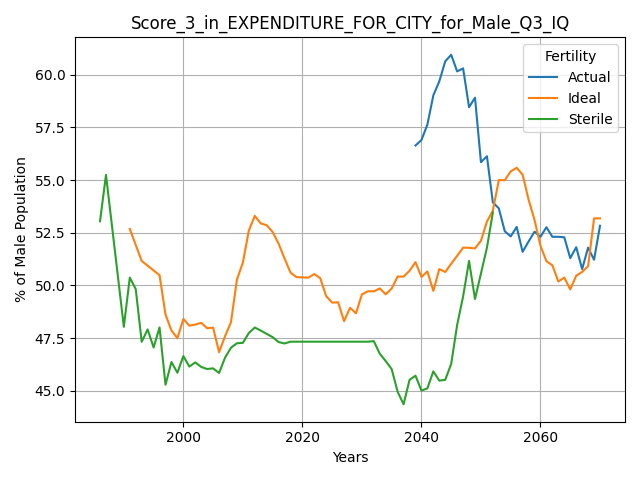 Score_3_in_EXPENDITURE_FOR_CITY_for_Male_Q3_IQ
% of Male Population
60.0
57.5
55.0
52.5
50.0
47.5
45.0
Fertility
Actual
Ideal
Sterile
2000
2020
2040
2060
Years